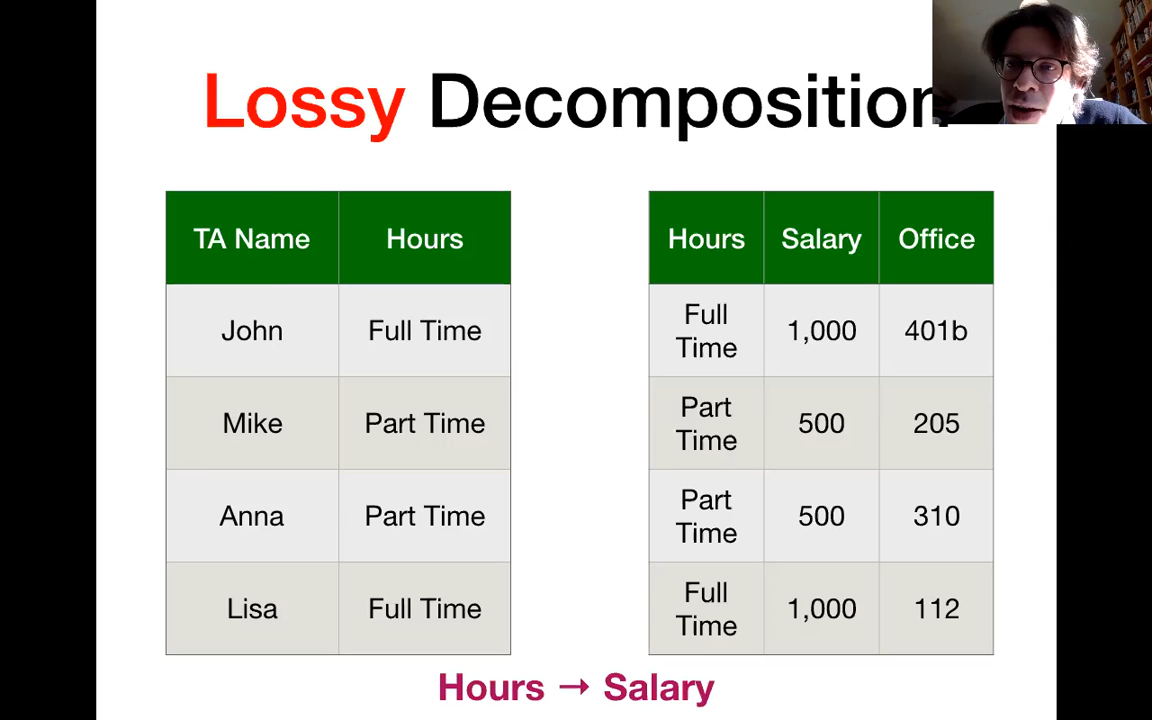 Lossy Decomposition
TA Name Hours
John Full Time
Mike Part Time
Anna Part Time
Lisa Full Time
Hours Salary Office
Full
Time 1,000 401b
Part
Time 500 205
Part
Time 500 310
Full
Time 1,000 112
Hours → Salary